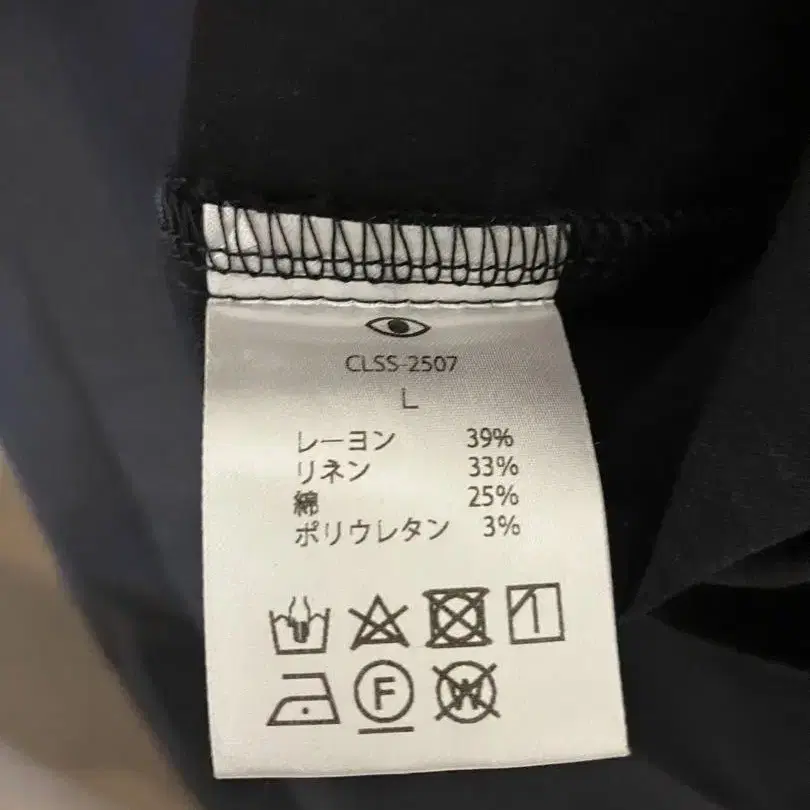 CLSS-2507
L
レーヨン 39%
リネン 33%
綿 25%
ポリウレタン 3%
F
W